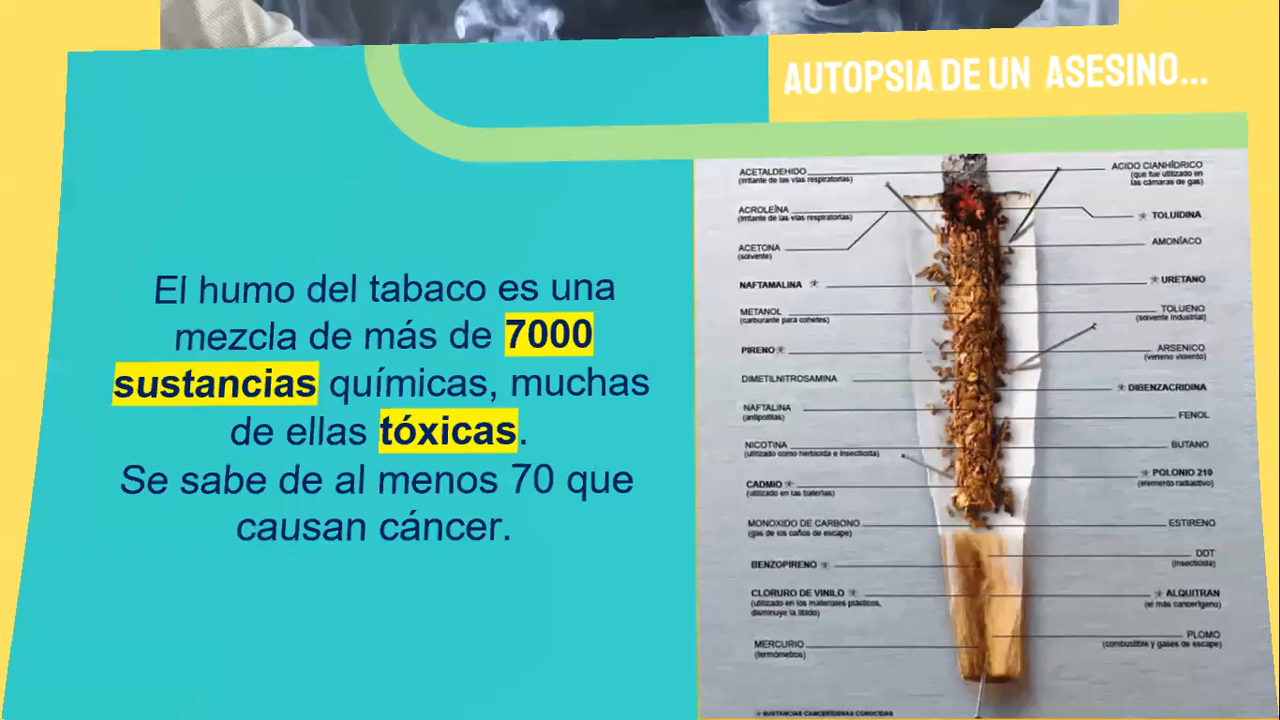 AUTOPSIA DE UN ASESINO...
El humo del tabaco es una
mezcla de más de 7000
sustancias químicas, muchas
de ellas tóxicas.
Se sabe de al menos 70 que
causan cáncer.
ACETALDEHIDO
(irritante de las vías respiratorias)
ACROLEÍNA
(irritante de las vías respiratorias)
ACETONA
(solvente)
NAFTAMALINA
METANOL
(carburante para cohetes)
PIRENO
DIMETILNITROSAMINA
NAFTALINA
(antipolillas)
NICOTINA
(utilizado como herbicida e insecticida)
CADMIO
(utilizado en las baterías)
MONOXIDO DE CARBONO
(gas de los caños de escape)
BENZOPIRENO
CLORURO DE VINILO
(utilizado en los materiales plásticos,
disminuye la libido)
MERCURIO
(termómetros)
ACIDO CIANHÍDRICO
(que fue utilizado en
las cámaras de gas)
TOLUIDINA
AMONÍACO
URETANO
TOLUENO
(solvente industrial)
ARSENICO
(veneno violento)
DIBENZACRIDINA
FENOL
BUTANO
POLONIO 210
(elemento radiactivo)
ESTIRENO
DDT
(insecticida)
ALQUITRAN
(el más cancerígeno)
PLOMO
(combustible y gases de escape)
SUSTANCIAS CANCERÍGENAS CONOCIDAS